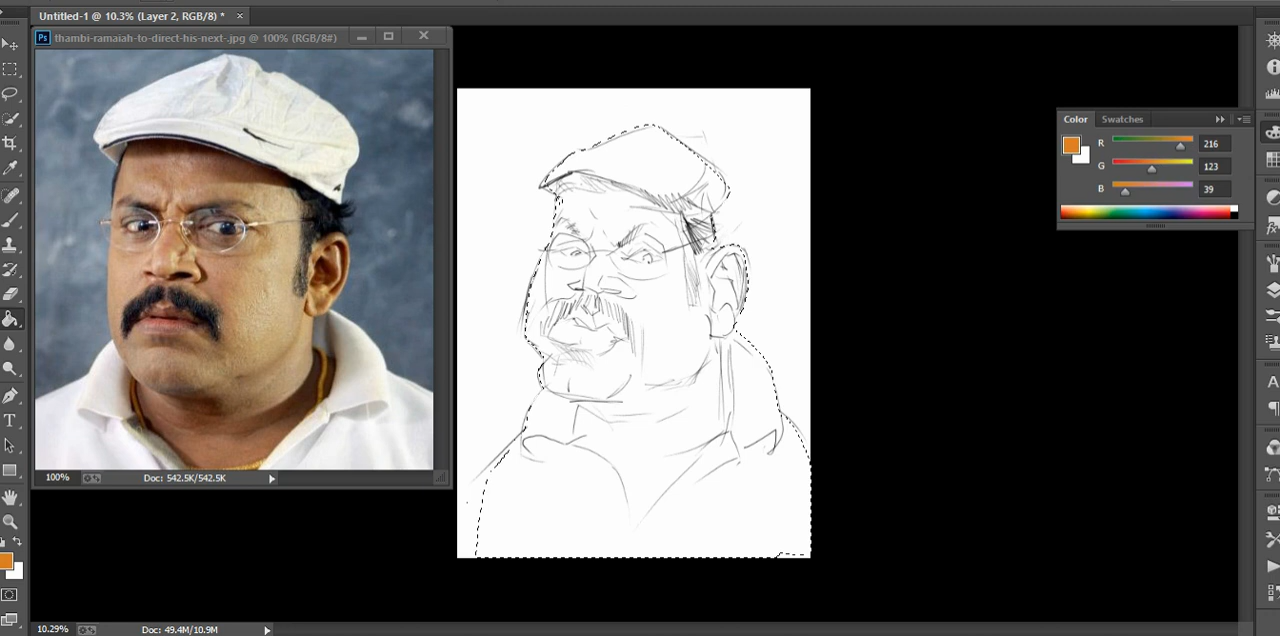 Untitled-1 @ 10.3% (Layer 2, RGB/8) * ×
Ps thambi-ramaiah-to-direct-his-next-.jpg @ 100% (RGB/8#)
100% Doc: 542.5K/542.5K
Color Swatches
R 216
G 123
B 39
T
A
10.29% Doc: 49.4M/10.9M